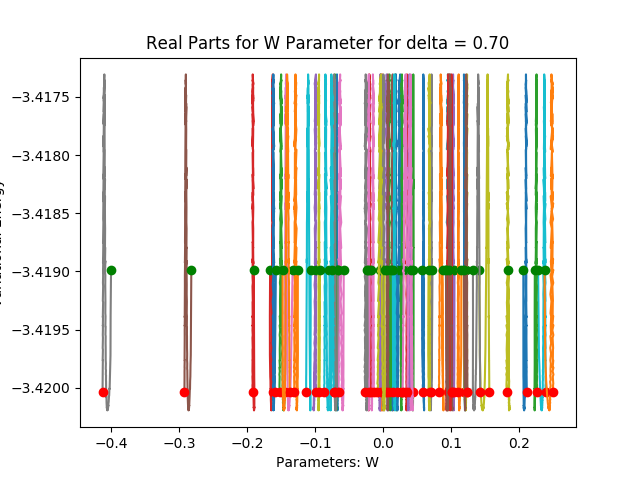 Real Parts for W Parameter for delta = 0.70
−3.4175
−3.4180
−3.4185
−3.4190
−3.4195
−3.4200
−0.4 −0.3 −0.2 −0.1 0.0 0.1 0.2
Parameters: W